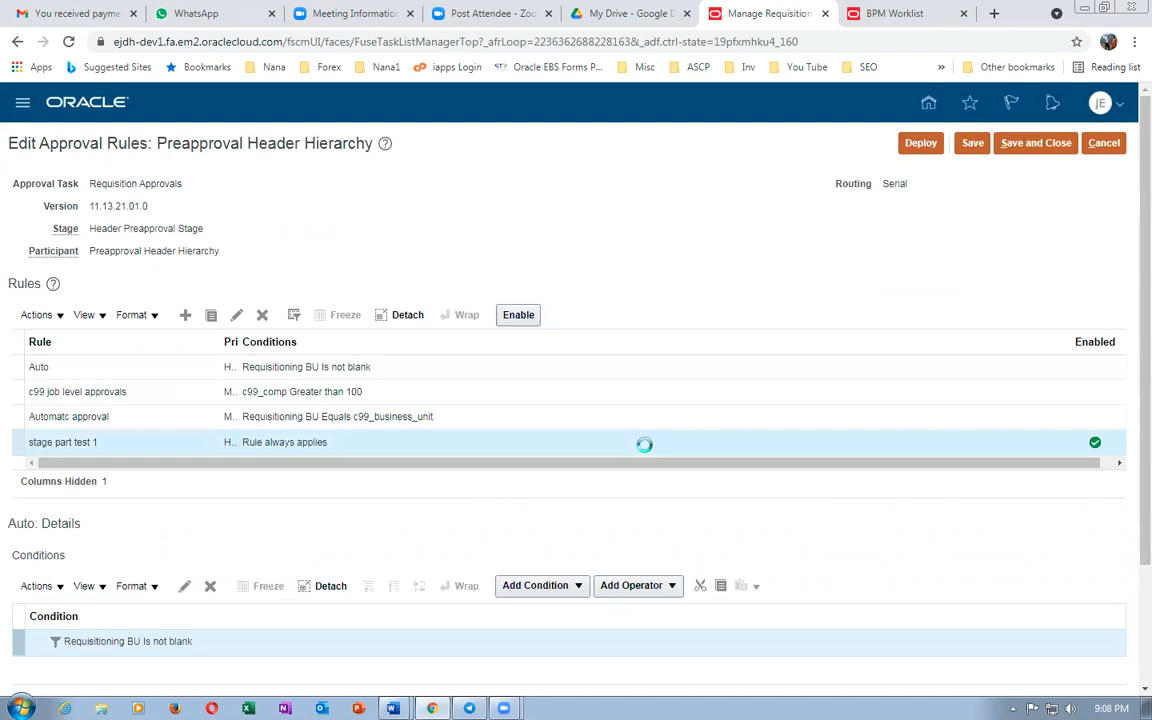 You received payme
WhatsApp
Meeting Informatio
Post Attendee - Zoo
My Drive - Google D
Manage Requisition
BPM Worklist
ejdh-dev1.fa.em2.oraclecloud.com/fscmUI/faces/FuseTaskListManagerTop?_afrLoop=2236362688228163&_adf.ctrl-state=19pfxmhku4_160
Apps
Suggested Sites
Bookmarks
Nana
Forex
Nana1
iapps Login
Oracle EBS Forms P...
Misc
ASCP
Inv
You Tube
SEO
»
Other bookmarks
Reading list
ORACLE
JE
Edit Approval Rules: Preapproval Header Hierarchy
Deploy
Save
Save and Close
Cancel
Approval Task Requisition Approvals
Routing Serial
Version 11.13.21.01.0
Stage Header Preapproval Stage
Participant Preapproval Header Hierarchy
Rules
Actions
View
Format
Freeze
Detach
Wrap
Enable
Rule Pri Conditions Enabled
Auto H.. Requisitioning BU Is not blank
c99 job level approvals M.. c99_comp Greater than 100
Automatc approval M.. Requisitioning BU Equals c99_business_unit
stage part test 1 H.. Rule always applies
Columns Hidden 1
Auto: Details
Conditions
Actions
View
Format
Freeze
Detach
Wrap
Add Condition
Add Operator
Condition
Requisitioning BU Is not blank
9:08 PM